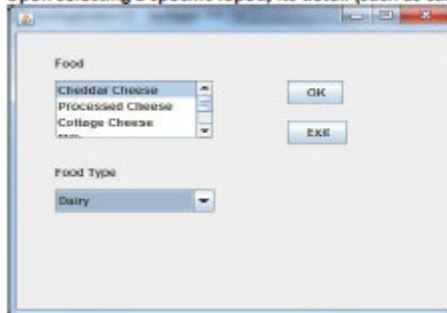 Food
Cheddar Cheese
Processed Cheese
Cottage Cheese
OK
Exit
Food Type
Dairy